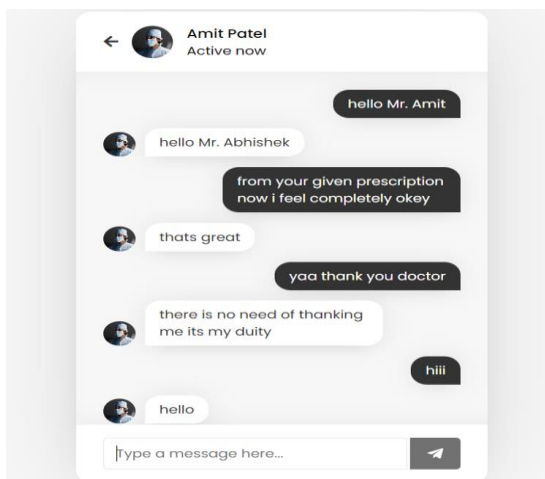 Amit Patel
Active now
hello Mr. Amit
hello Mr. Abhishek
from your given prescription
now i feel completely okey
thats great
yaa thank you doctor
there is no need of thanking
me its my duity
hiii
hello
Type a message here...